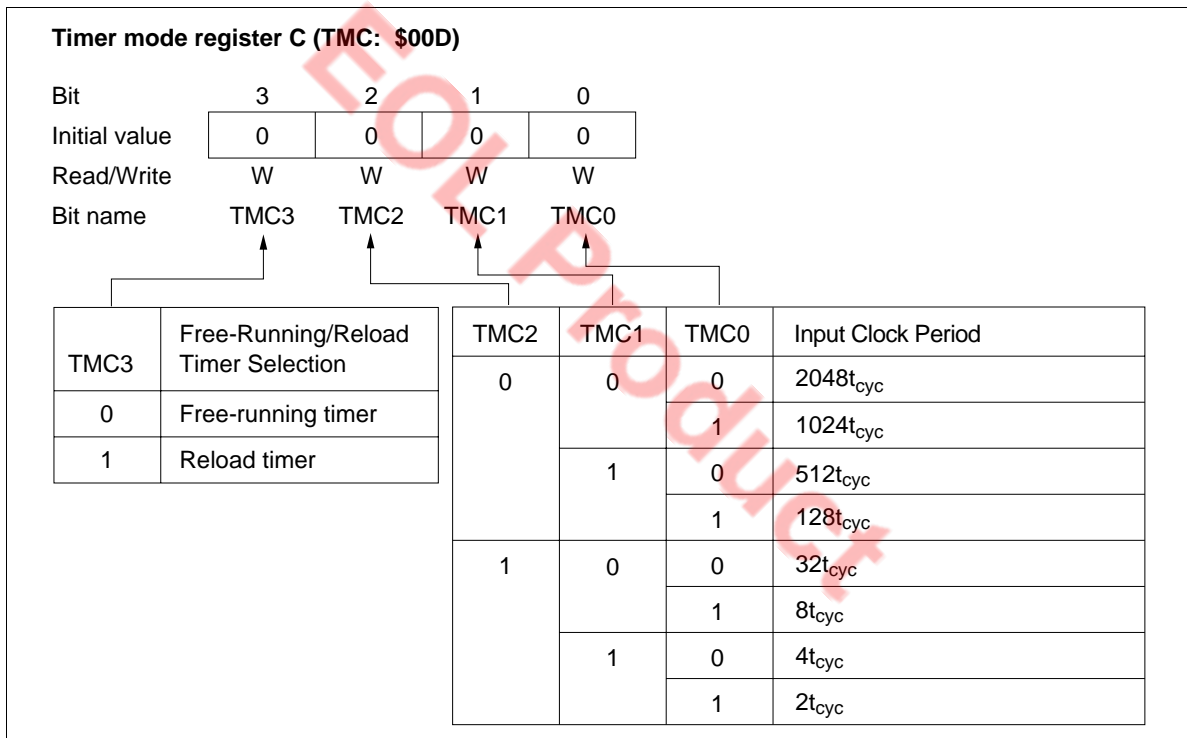 Timer mode register C (TMC: $00D)
Bit 3 2 1 0
Initial value 0 0 0 0
Read/Write W W W W
Bit name TMC3 TMC2 TMC1 TMC0
TMC3 Free-Running/Reload Timer Selection
0 Free-running timer
1 Reload timer
TMC2 TMC1 TMC0 Input Clock Period
0 0 0 2048tcyc
1 1024tcyc
1 0 512tcyc
1 128tcyc
1 0 0 32tcyc
1 8tcyc
1 0 4tcyc
1 2tcyc
EOL Product